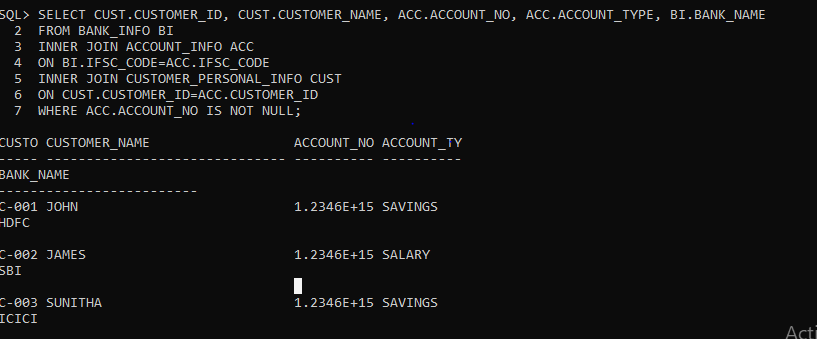 SQL> SELECT CUST.CUSTOMER_ID, CUST.CUSTOMER_NAME, ACC.ACCOUNT_NO, ACC.ACCOUNT_TYPE, BI.BANK_NAME
2 FROM BANK_INFO BI
3 INNER JOIN ACCOUNT_INFO ACC
4 ON BI.IFSC_CODE=ACC.IFSC_CODE
5 INNER JOIN CUSTOMER_PERSONAL_INFO CUST
6 ON CUST.CUSTOMER_ID=ACC.CUSTOMER_ID
7 WHERE ACC.ACCOUNT_NO IS NOT NULL;
CUSTO CUSTOMER_NAME ACCOUNT_NO ACCOUNT_TY
----- ------------------------------ ---------- ----------
BANK_NAME
-------------------------
C-001 JOHN 1.2346E+15 SAVINGS
HDFC
C-002 JAMES 1.2346E+15 SALARY
SBI
C-003 SUNITHA 1.2346E+15 SAVINGS
ICICI
Acti